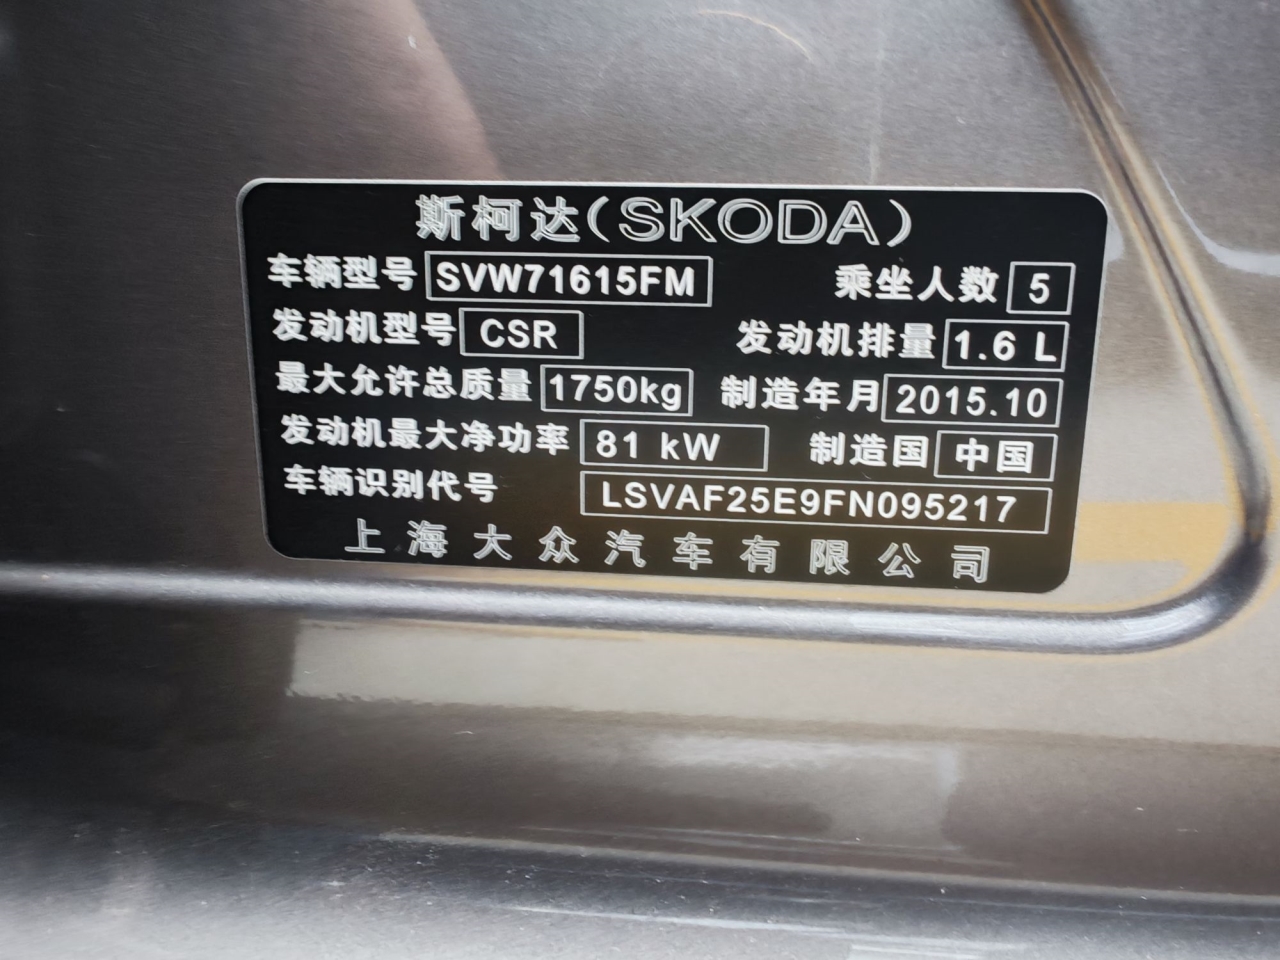 斯柯达(SKODA)
车辆型号 SVW71615FM 乘坐人数 5
发动机型号 CSR 发动机排量 1.6 L
最大允许总质量 1750kg 制造年月 2015.10
发动机最大净功率 81 kW 制造国 中国
车辆识别代号 LSVAF25E9FN095217
上海大众汽车有限公司